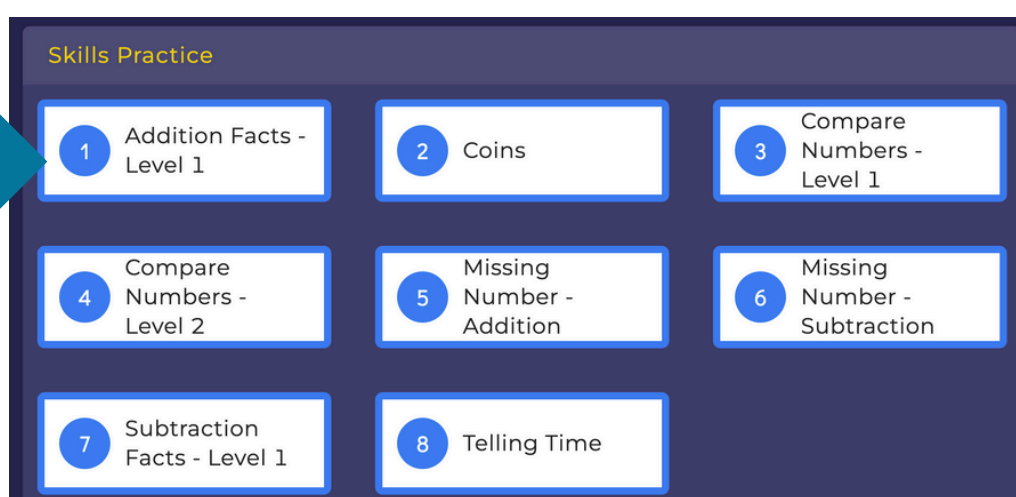 Skills Practice
1
Addition Facts -
Level 1
2
Coins
3
Compare
Numbers -
Level 1
4
Compare
Numbers -
Level 2
5
Missing
Number -
Addition
6
Missing
Number -
Subtraction
7
Subtraction
Facts - Level 1
8
Telling Time